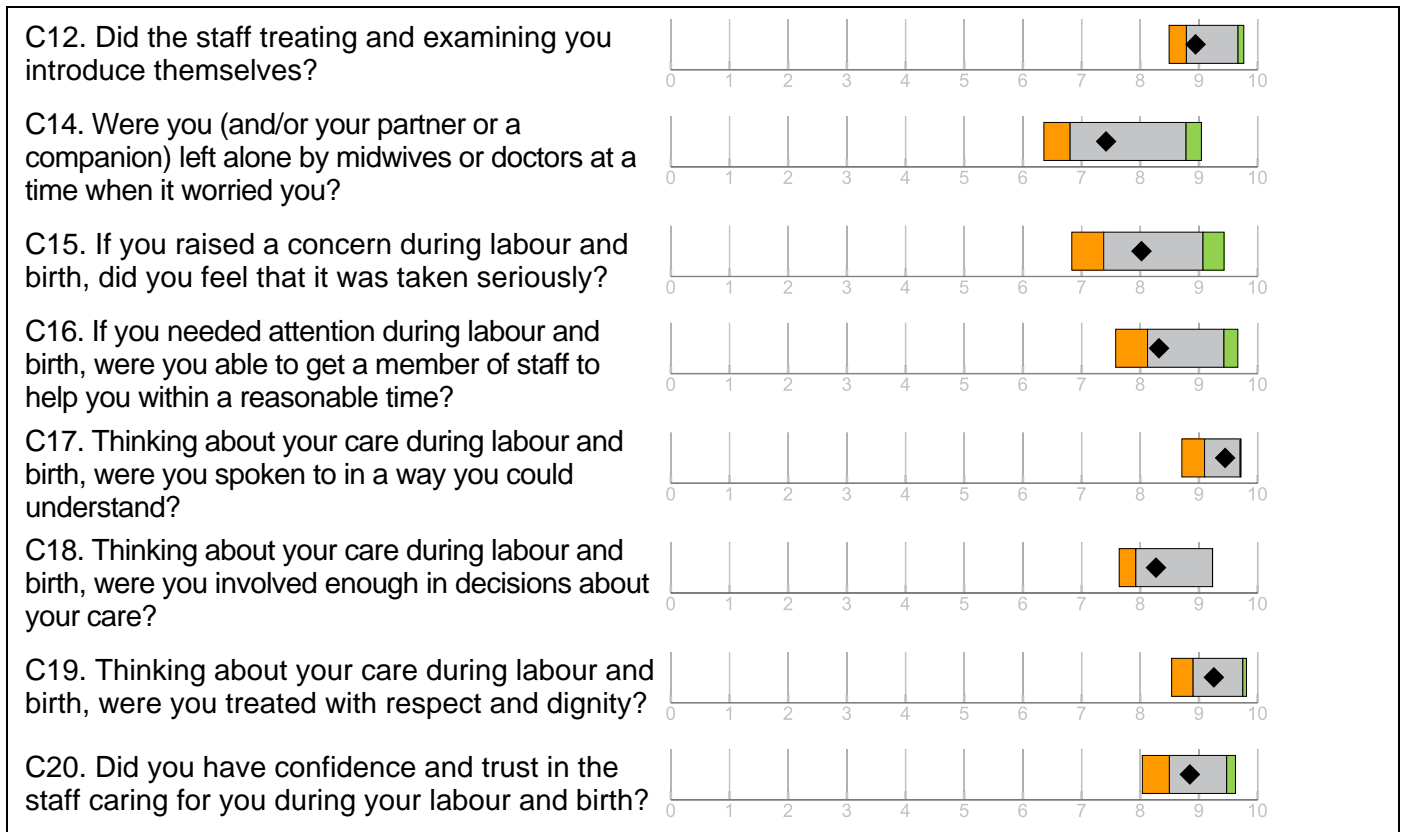 C12. Did the staff treating and examining you
introduce themselves?
0 1 2 3 4 5 6 7 8 9 10
C14. Were you (and/or your partner or a
companion) left alone by midwives or doctors at a
time when it worried you?
0 1 2 3 4 5 6 7 8 9 10
C15. If you raised a concern during labour and
birth, did you feel that it was taken seriously?
0 1 2 3 4 5 6 7 8 9 10
C16. If you needed attention during labour and
birth, were you able to get a member of staff to
help you within a reasonable time?
0 1 2 3 4 5 6 7 8 9 10
C17. Thinking about your care during labour and
birth, were you spoken to in a way you could
understand?
0 1 2 3 4 5 6 7 8 9 10
C18. Thinking about your care during labour and
birth, were you involved enough in decisions about
your care?
0 1 2 3 4 5 6 7 8 9 10
C19. Thinking about your care during labour and
birth, were you treated with respect and dignity?
0 1 2 3 4 5 6 7 8 9 10
C20. Did you have confidence and trust in the
staff caring for you during your labour and birth?
0 1 2 3 4 5 6 7 8 9 10